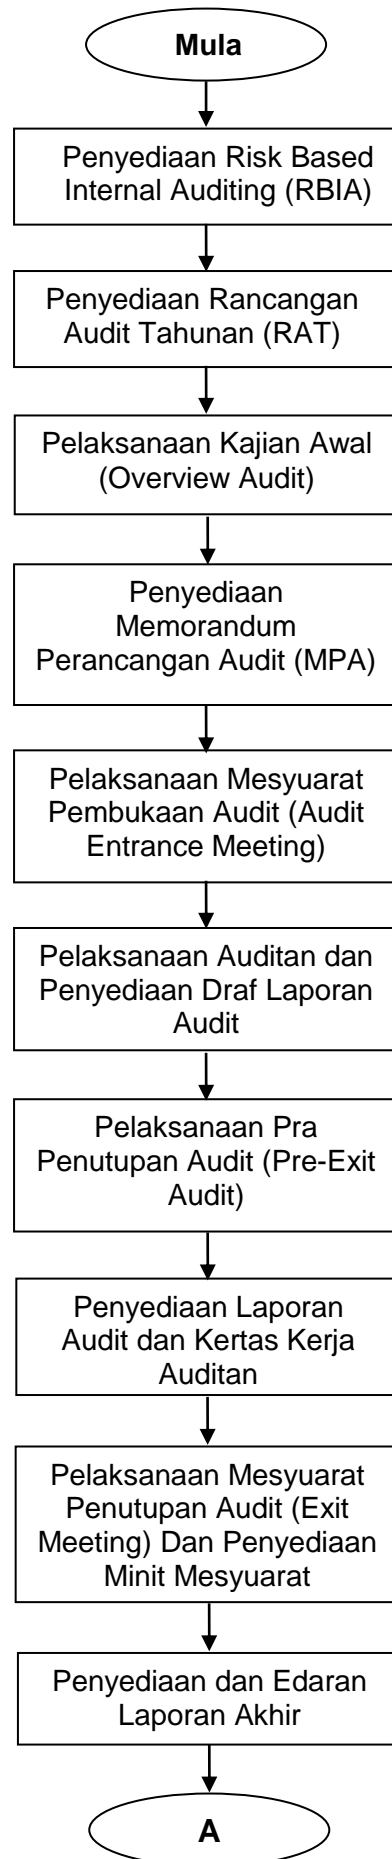 Mula
Penyediaan Risk Based
Internal Auditing (RBIA)
Penyediaan Rancangan
Audit Tahunan (RAT)
Pelaksanaan Kajian Awal
(Overview Audit)
Penyediaan
Memorandum
Perancangan Audit (MPA)
Pelaksanaan Mesyuarat
Pembukaan Audit (Audit
Entrance Meeting)
Pelaksanaan Auditan dan
Penyediaan Draf Laporan
Audit
Pelaksanaan Pra
Penutupan Audit (Pre-Exit
Audit)
Penyediaan Laporan
Audit dan Kertas Kerja
Auditan
Pelaksanaan Mesyuarat
Penutupan Audit (Exit
Meeting) Dan Penyediaan
Minit Mesyuarat
Penyediaan dan Edaran
Laporan Akhir
A